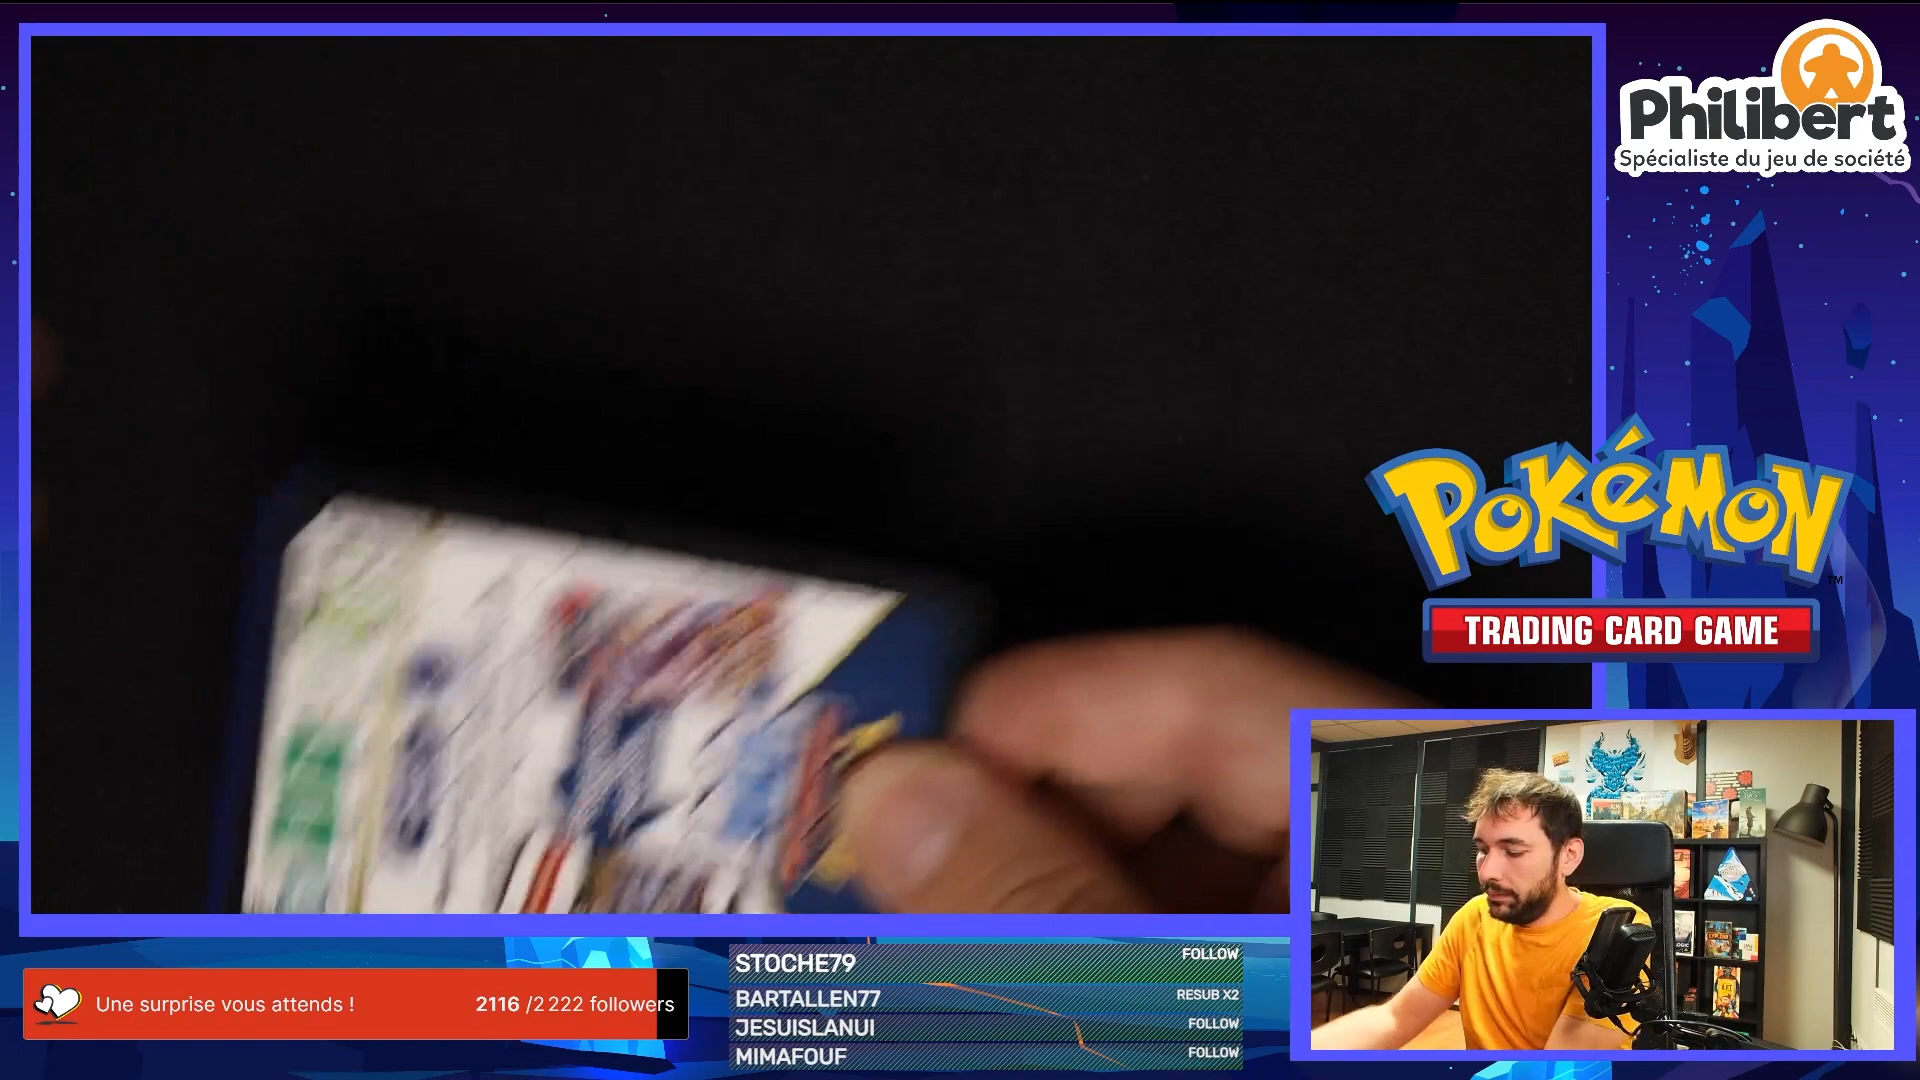 Philibert
Spécialiste du jeu de société
POKéMON
TM
TRADING CARD GAME
Une surprise vous attends !
2116 /2 222 followers
STOCHE79 FOLLOW
BARTALLEN77 RESUB X2
JESUISLANUI FOLLOW
MIMAFOUF FOLLOW